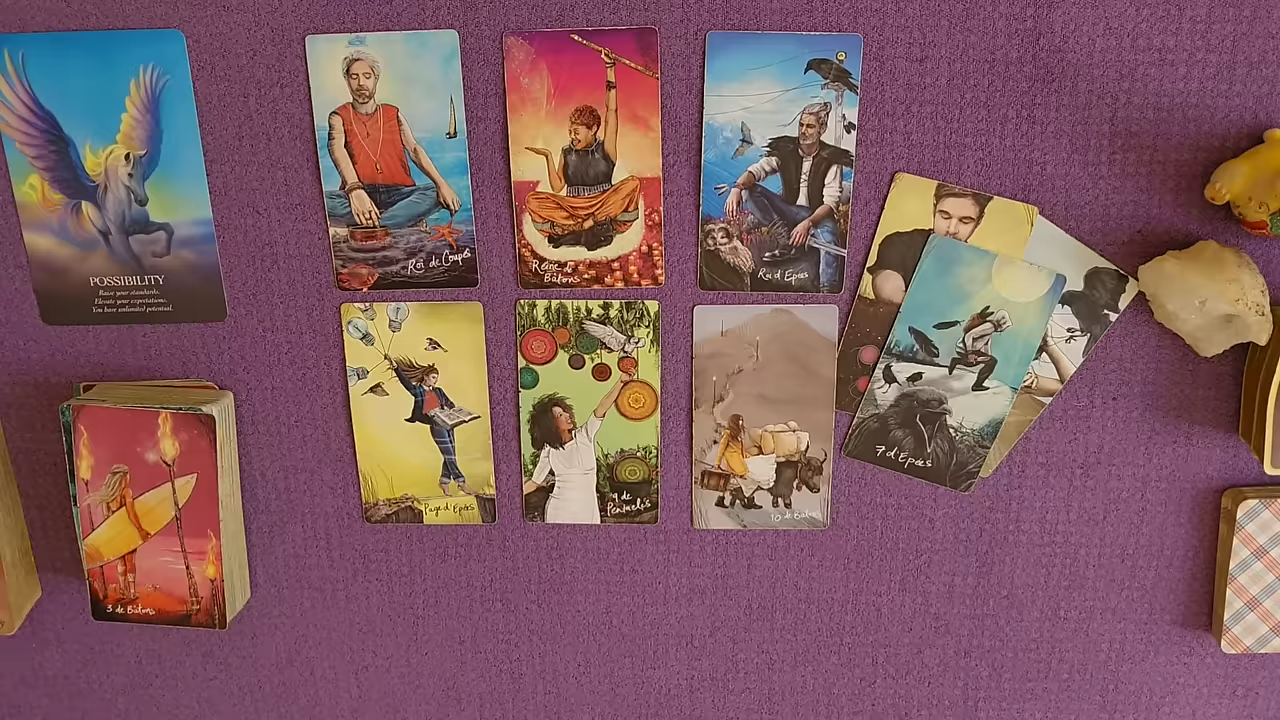 POSSIBILITY
Raise your standards.
Elevate your expectations.
You have unlimited potential.
Roi de Coupes
Reine de Bâtons
Roi d'Epées
Page d'Epées
9 de Pentacles
10 de Bâtons
7 d'Epées
3 de Bâtons